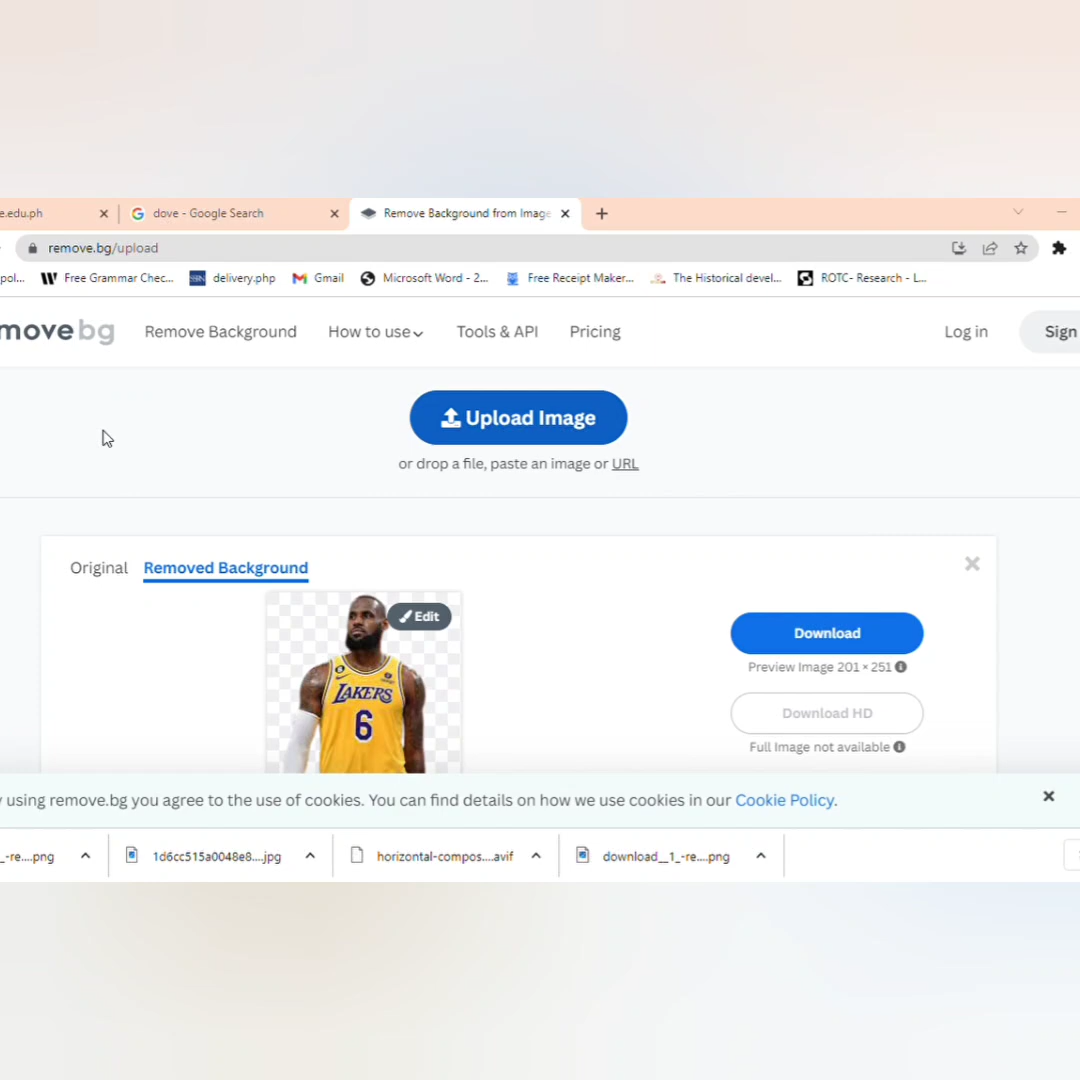 e.edu.ph
dove - Google Search
Remove Background from Image
remove.bg/upload
pol...
Free Grammar Chec...
delivery.php
Gmail
Microsoft Word - 2...
Free Receipt Maker...
The Historical devel...
ROTC- Research - L...
move bg
Remove Background
How to use
Tools & API
Pricing
Log in
Sign
Upload Image
or drop a file, paste an image or URL
Original
Removed Background
Edit
LAKERS
6
Download
Preview Image 201 × 251
Download HD
Full Image not available
y using remove.bg you agree to the use of cookies. You can find details on how we use cookies in our Cookie Policy.
_-re....png
1d6cc515a0048e8....jpg
horizontal-compos....avif
download__1_-re....png